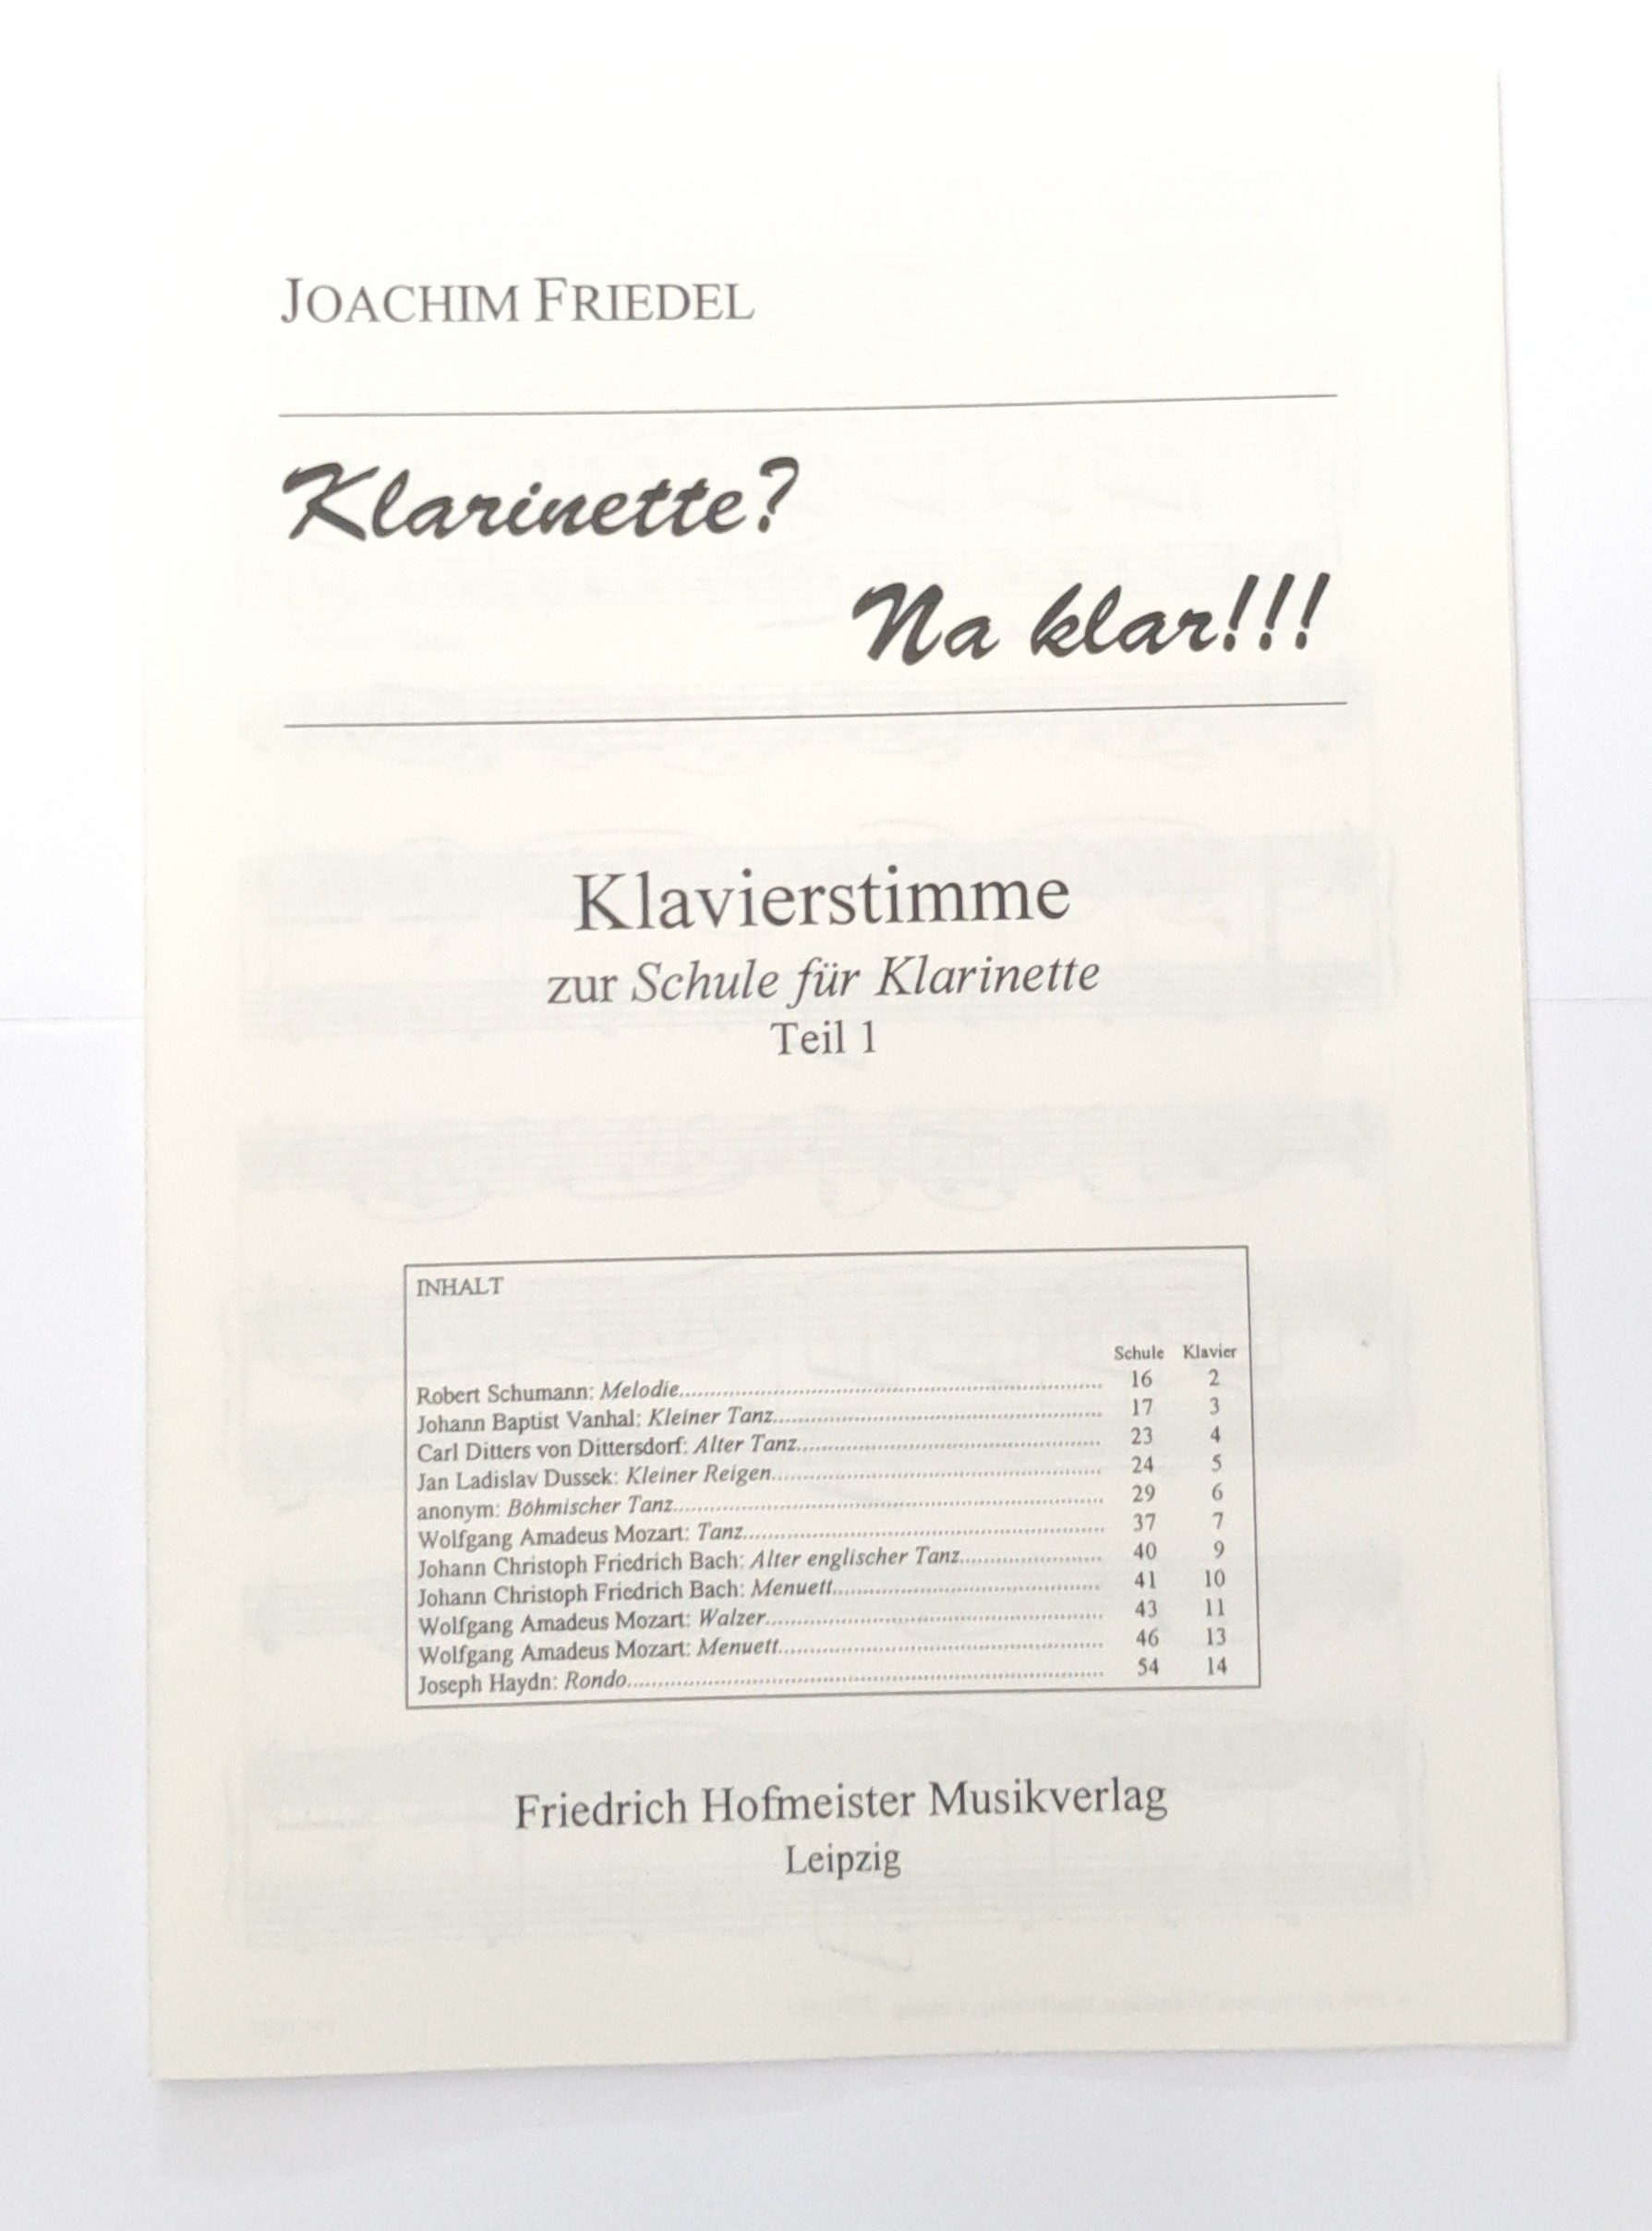 JOACHIM FRIEDEL
Klarinette?
Na klar!!!
Klavierstimme
zur Schule für Klarinette
Teil 1
INHALT
Schule Klavier
Robert Schumann: Melodie 16 2
Johann Baptist Vanhal: Kleiner Tanz 17 3
Carl Ditters von Dittersdorf: Alter Tanz 23 4
Jan Ladislav Dussek: Kleiner Reigen 24 5
anonym: Böhmischer Tanz 29 6
Wolfgang Amadeus Mozart: Tanz 37 7
Johann Christoph Friedrich Bach: Alter englischer Tanz 40 9
Johann Christoph Friedrich Bach: Menuett 41 10
Wolfgang Amadeus Mozart: Walzer 43 11
Wolfgang Amadeus Mozart: Menuett 46 13
Joseph Haydn: Rondo 54 14
Friedrich Hofmeister Musikverlag
Leipzig